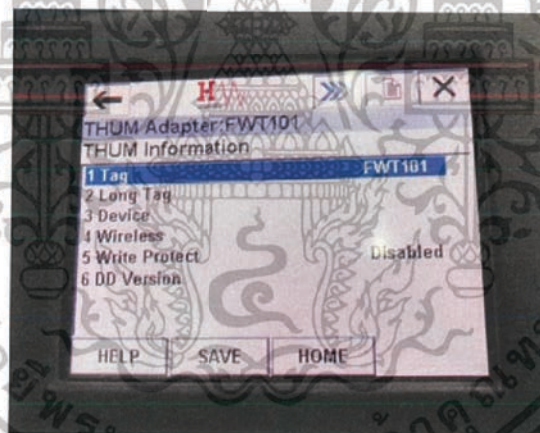 THUM Adapter:FWT101
THUM Information
1 Tag FWT101
2 Long Tag
3 Device
4 Wireless
5 Write Protect Disabled
6 DD Version
HELP SAVE HOME